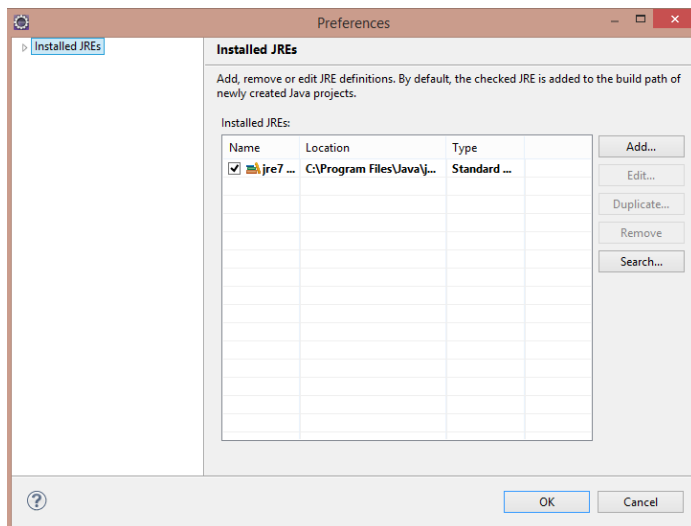 Preferences
Installed JREs
Installed JREs
Add, remove or edit JRE definitions. By default, the checked JRE is added to the build path of
newly created Java projects.
Installed JREs:
Name Location Type
jre7 ... C:\Program Files\Java\j... Standard ...
Add...
Edit...
Duplicate...
Remove
Search...
?
OK Cancel